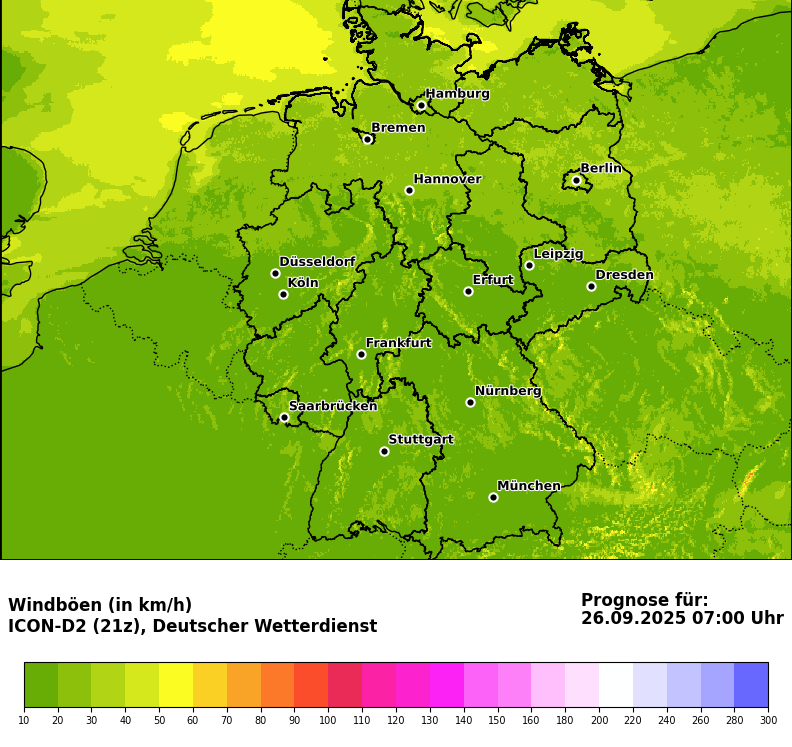 Hamburg
Bremen
Berlin
Hannover
Leipzig
Düsseldorf
Dresden
Köln
Erfurt
Frankfurt
Nürnberg
Saarbrücken
Stuttgart
München
Windböen (in km/h)
ICON-D2 (21z), Deutscher Wetterdienst
Prognose für:
26.09.2025 07:00 Uhr
10 20 30 40 50 60 70 80 90 100 110 120 130 140 150 160 180 200 220 240 260 280 300